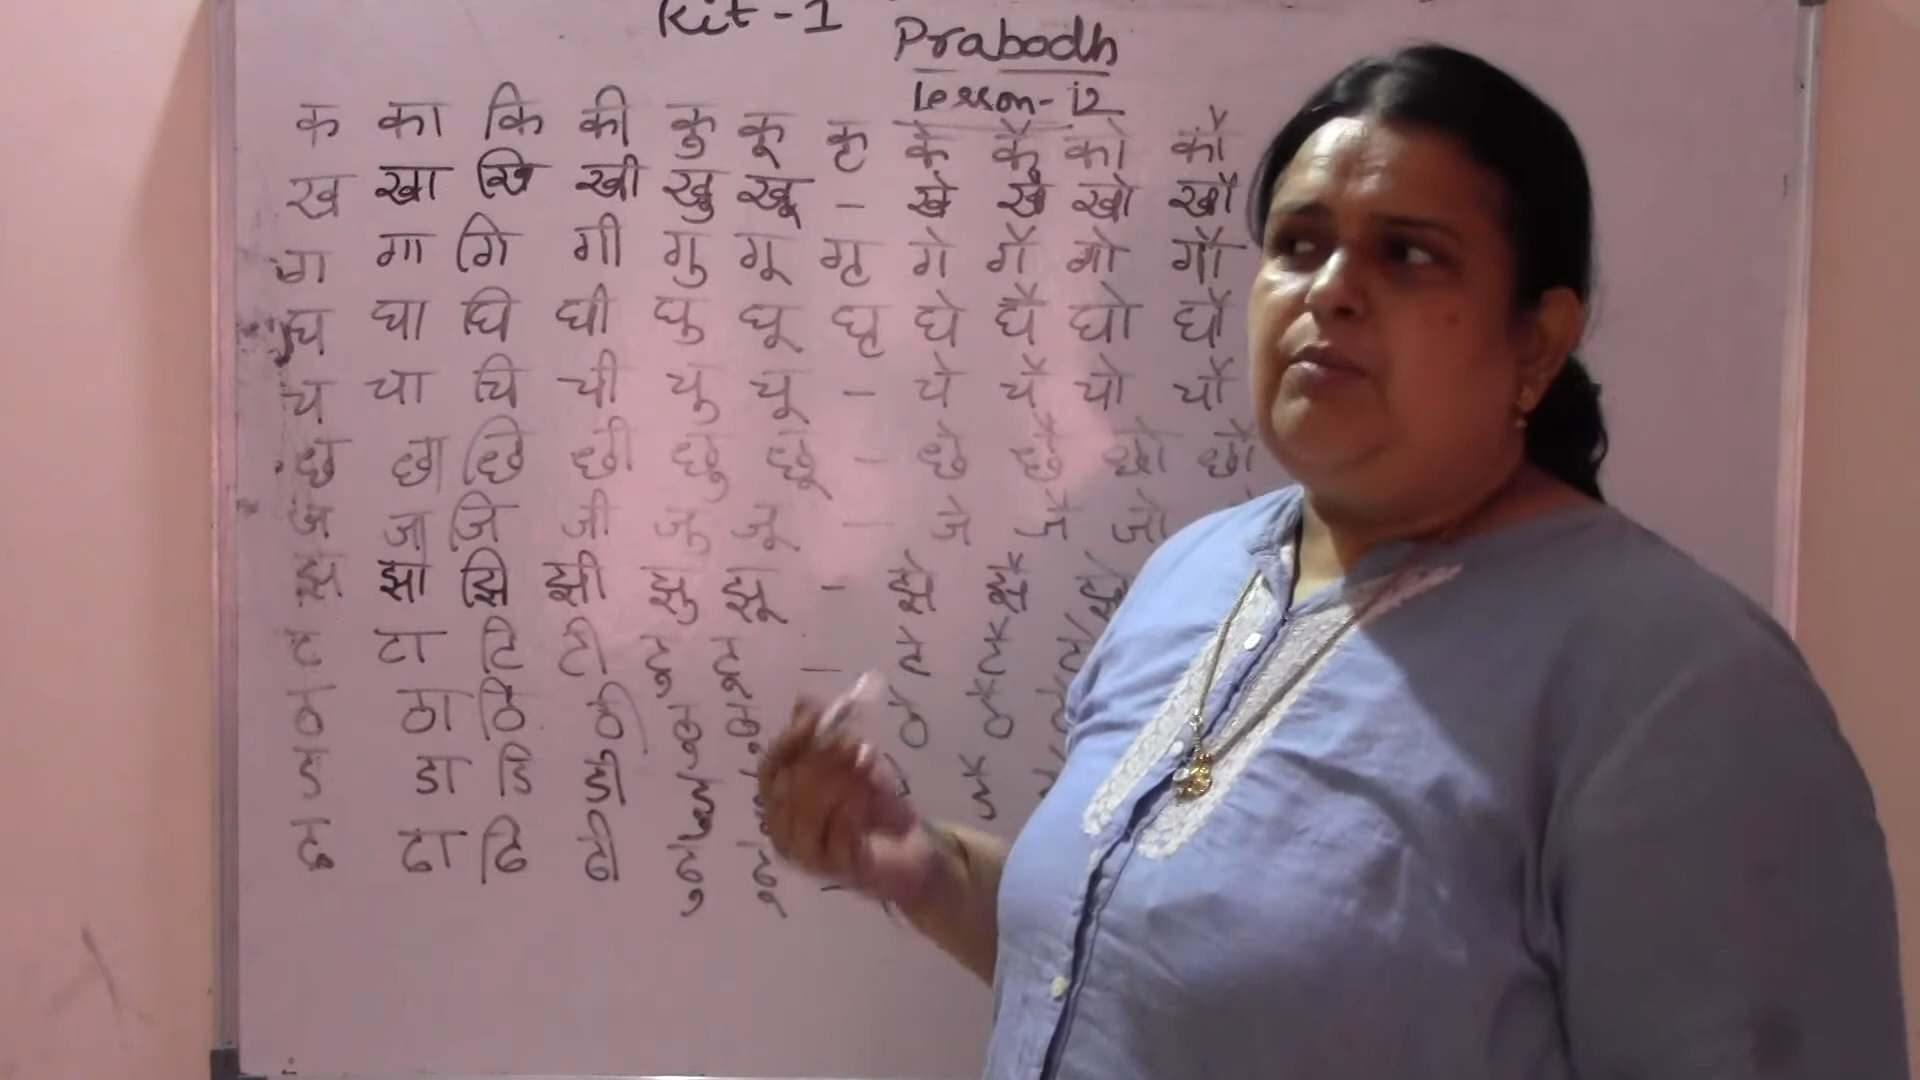 Kit-1
Prabodh
Lesson-12
क का कि की कु कू कृ के कै को कौ
ख खा खि खी खु खू - खे खै खो खौ
ग गा गि गी गु गू गृ गे गै गो गौ
घ घा घि घी घु घू घृ घे घै घो घौ
च चा चि ची चु चू - चे चै चो चौ
छ छा छि छी छु छू - छे छै छो छौ
ज जा जि जी जु जू - जे जै जो
झ झा झि झी झु झू - झे झै
ट टा टि टी टु टू - टे टै
ठ ठा ठि ठी ठु ठू ठे ठै
ड डा डि डी डु डै
ढ ढा ढि ढी ढु ढू